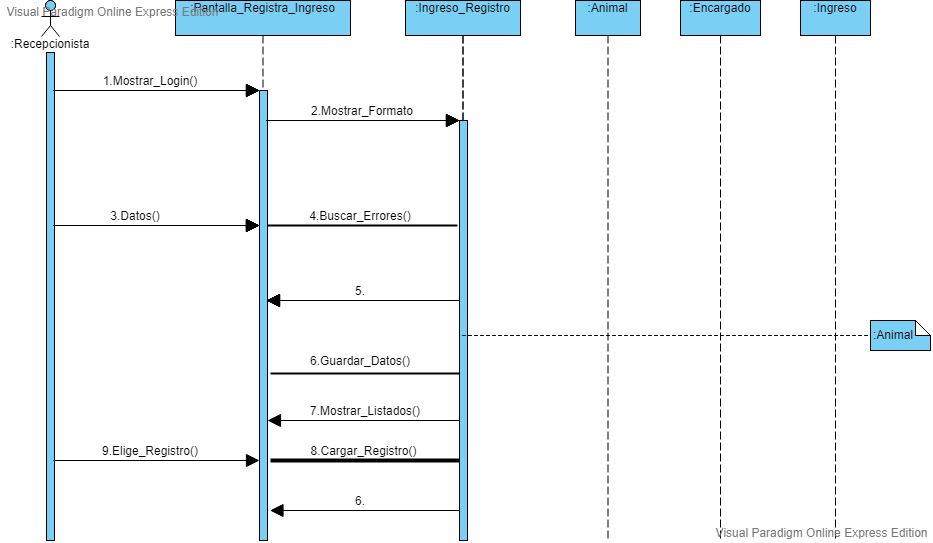 Visual Paradigm Online Express Edition
:Pantalla_Registra_Ingreso
:Ingreso_Registro
:Animal
:Encargado
:Ingreso
:Recepcionista
1.Mostrar_Login()
2.Mostrar_Formato
3.Datos()
4.Buscar_Errores()
5.
:Animal
6.Guardar_Datos()
7.Mostrar_Listados()
9.Elige_Registro()
8.Cargar_Registro()
6.
Visual Paradigm Online Express Edition